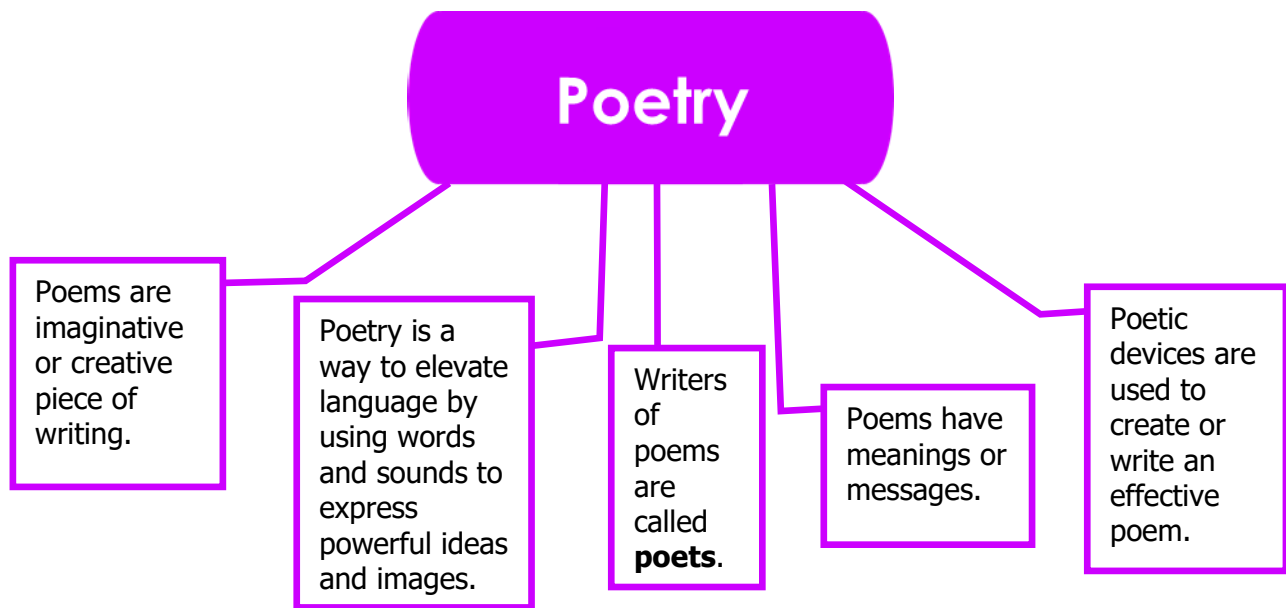 Poetry
Poems are
imaginative
or creative
piece of
writing.
Poetry is a
way to elevate
language by
using words
and sounds to
express
powerful ideas
and images.
Writers
of
poems
are
called
poets.
Poems have
meanings or
messages.
Poetic
devices are
used to
create or
write an
effective
poem.